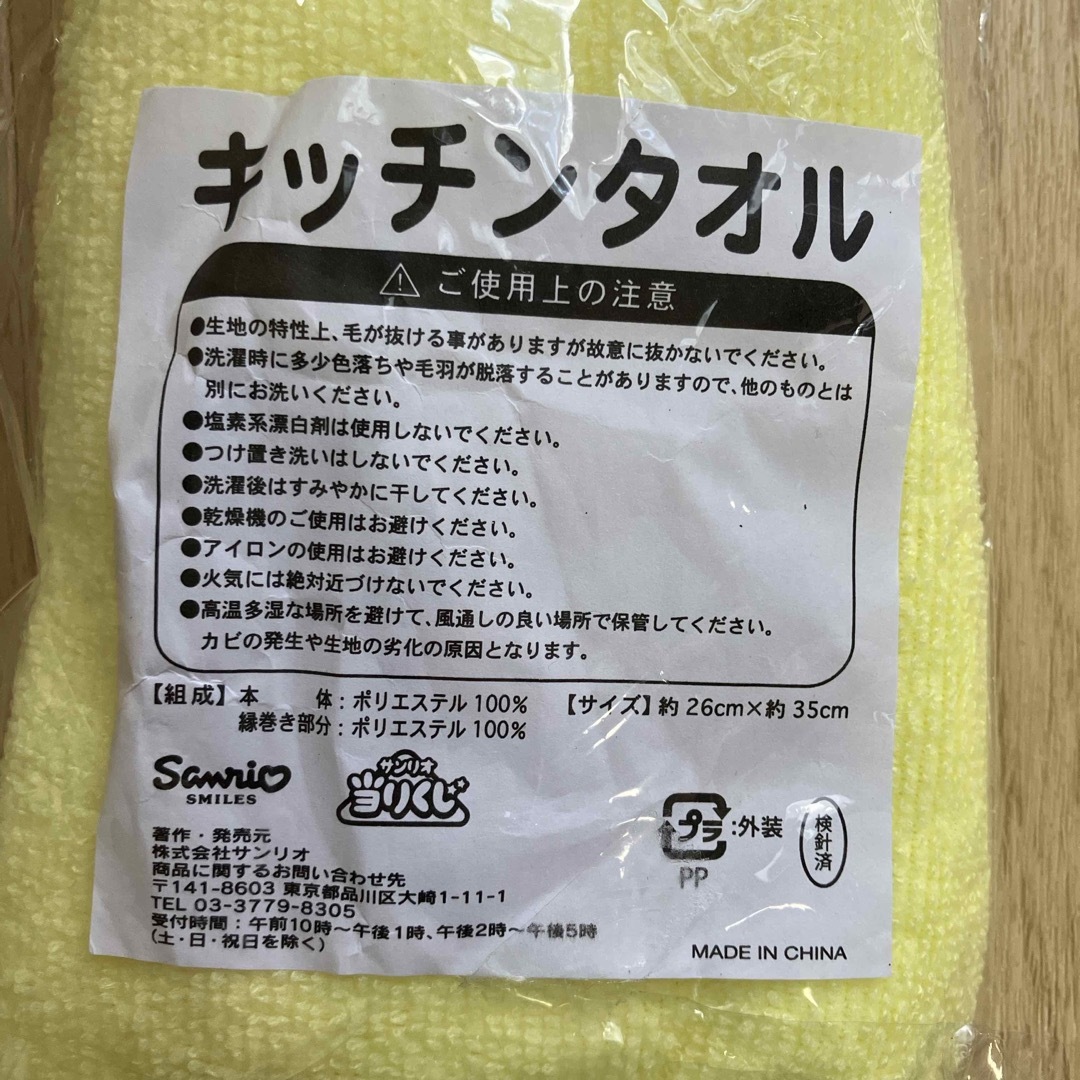 キッチンタオル
ご使用上の注意
●生地の特性上、毛が抜ける事がありますが故意に抜かないでください。
●洗濯時に多少色落ちや毛羽が脱落することがありますので、他のものとは
別にお洗いください。
●塩素系漂白剤は使用しないでください。
●つけ置き洗いはしないでください。
●洗濯後はすみやかに干してください。
●乾燥機のご使用はお避けください。
●アイロンの使用はお避けください。
●火気には絶対近づけないでください。
●高温多湿な場所を避けて、風通しの良い場所で保管してください。
カビの発生や生地の劣化の原因となります。
【組成】本　　体：ポリエステル 100%　【サイズ】約 26cm×約 35cm
縁巻き部分：ポリエステル 100%
Sanrio
SMILES
サンリオ
当りくじ
プラ:外装
PP
検針済
著作・発売元
株式会社サンリオ
商品に関するお問い合わせ先
〒141-8603 東京都品川区大崎1-11-1
TEL 03-3779-8305
受付時間：午前10時～午後1時、午後2時～午後5時
(土・日・祝日を除く)
MADE IN CHINA